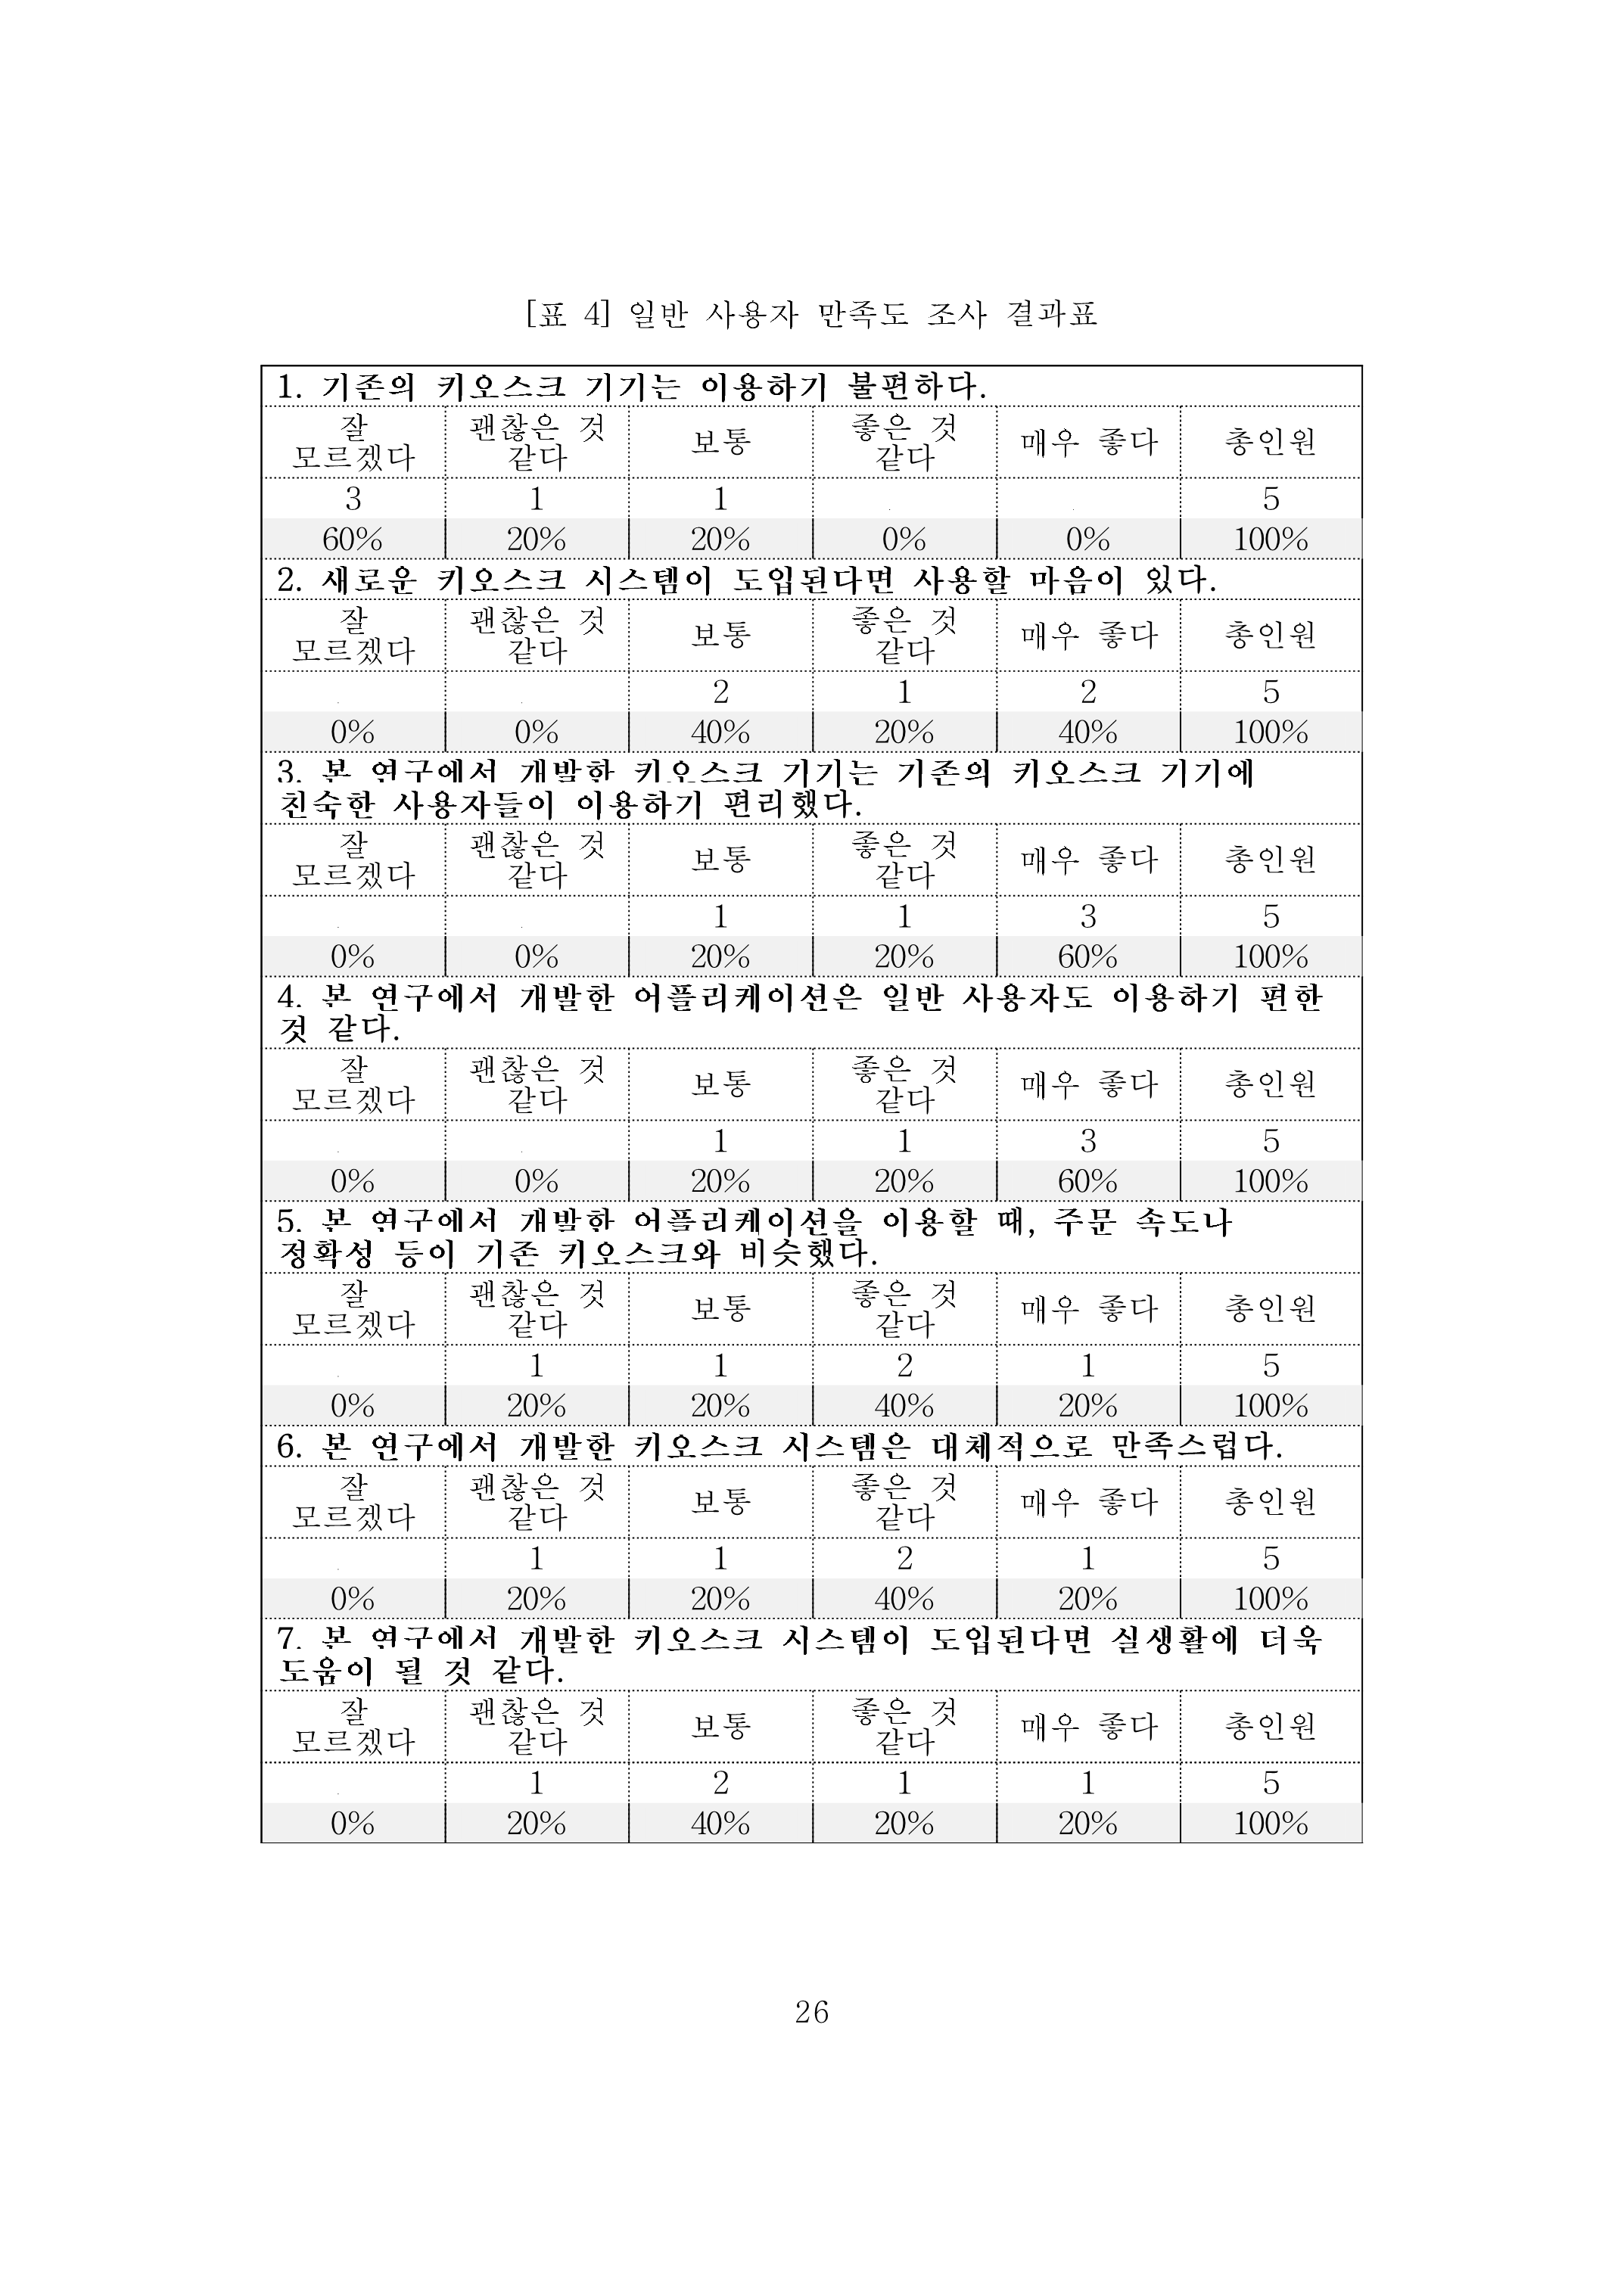 [표 4] 일반 사용자 만족도 조사 결과표
1. 기존의 키오스크 기기는 이용하기 불편하다.
잘 모르겠다 괜찮은 것 같다 보통 좋은 것 같다 매우 좋다 총인원
3 1 1 5
60% 20% 20% 0% 0% 100%
2. 새로운 키오스크 시스템이 도입된다면 사용할 마음이 있다.
잘 모르겠다 괜찮은 것 같다 보통 좋은 것 같다 매우 좋다 총인원
2 1 2 5
0% 0% 40% 20% 40% 100%
3. 본 연구에서 개발한 키오스크 기기는 기존의 키오스크 기기에
친숙한 사용자들이 이용하기 편리했다.
잘 모르겠다 괜찮은 것 같다 보통 좋은 것 같다 매우 좋다 총인원
1 1 3 5
0% 0% 20% 20% 60% 100%
4. 본 연구에서 개발한 어플리케이션은 일반 사용자도 이용하기 편한
것 같다.
잘 모르겠다 괜찮은 것 같다 보통 좋은 것 같다 매우 좋다 총인원
1 1 3 5
0% 0% 20% 20% 60% 100%
5. 본 연구에서 개발한 어플리케이션을 이용할 때, 주문 속도나
정확성 등이 기존 키오스크와 비슷했다.
잘 모르겠다 괜찮은 것 같다 보통 좋은 것 같다 매우 좋다 총인원
1 1 2 1 5
0% 20% 20% 40% 20% 100%
6. 본 연구에서 개발한 키오스크 시스템은 대체적으로 만족스럽다.
잘 모르겠다 괜찮은 것 같다 보통 좋은 것 같다 매우 좋다 총인원
1 1 2 1 5
0% 20% 20% 40% 20% 100%
7. 본 연구에서 개발한 키오스크 시스템이 도입된다면 실생활에 더욱
도움이 될 것 같다.
잘 모르겠다 괜찮은 것 같다 보통 좋은 것 같다 매우 좋다 총인원
1 2 1 1 5
0% 20% 40% 20% 20% 100%
26